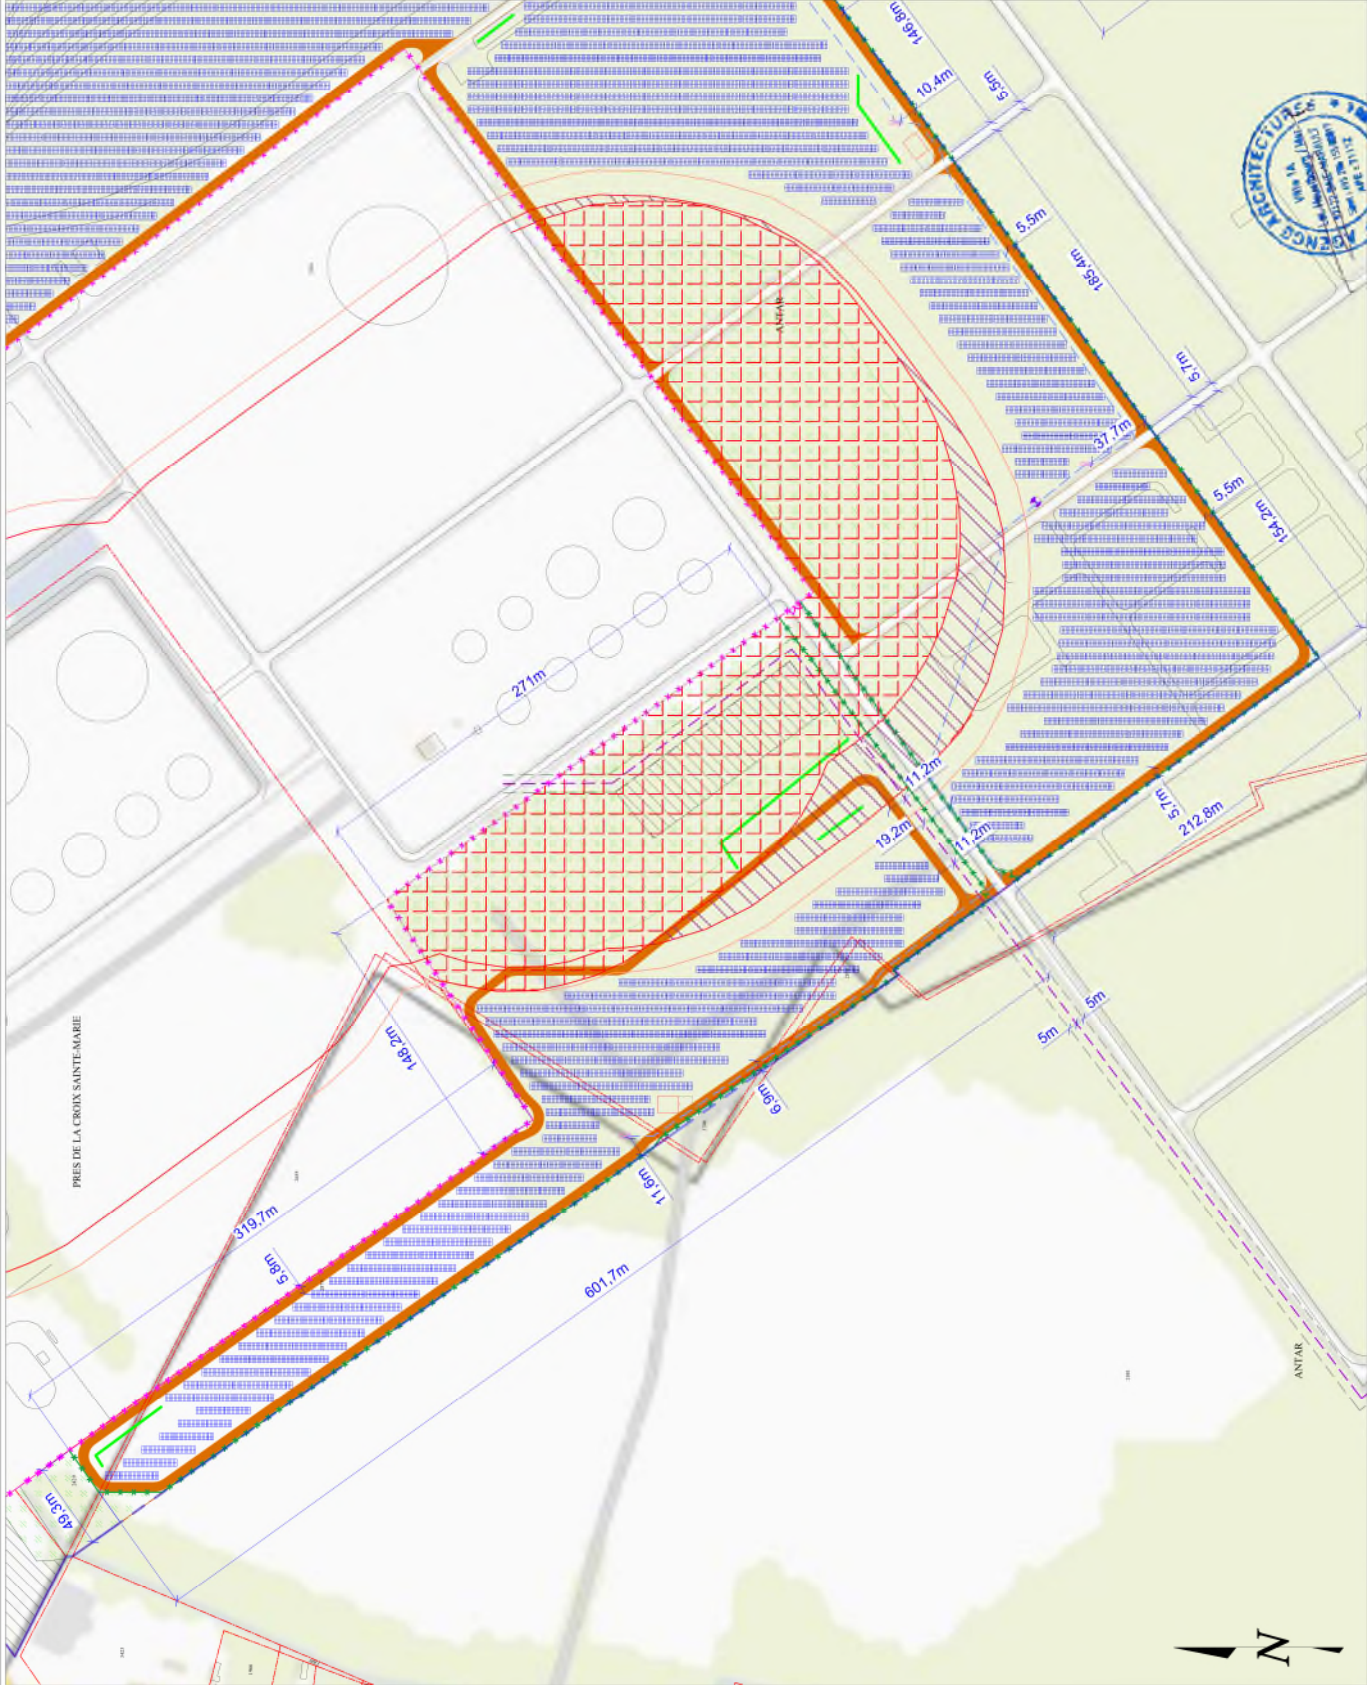 146,8m
10,4m
5,5m
ARCHITECTURES
AGENCE
5,5m
185,4m
ANTAR
5,7m
37,7m
5,5m
154,2m
271m
11,2m
5,7m
212,8m
19,2m
11,2m
5m
5m
PRES DE LA CROIX SAINTE-MARIE
148,2m
6,9m
11,6m
319,7m
5,8m
601,7m
ANTAR
49,3m
N